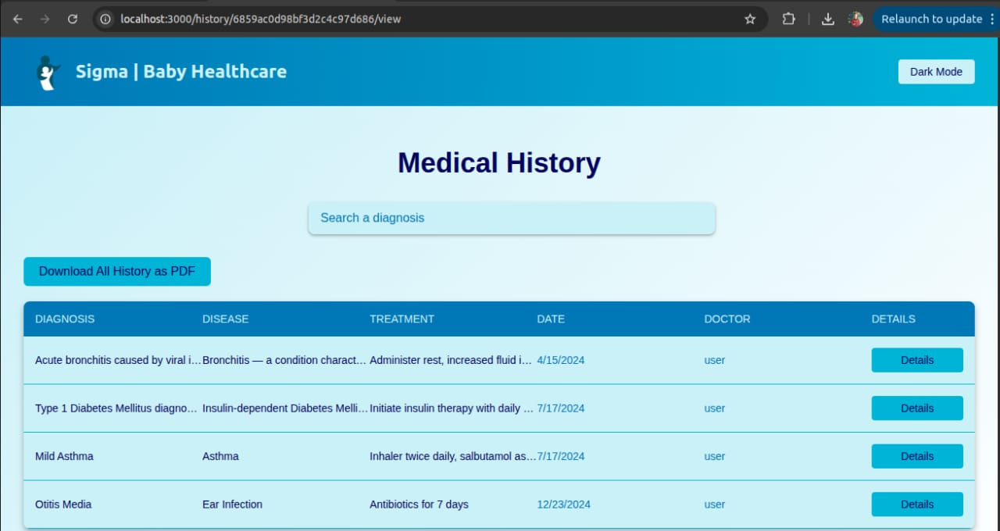 localhost:3000/history/6859ac0d98bf3d2c4c97d686/view
Relaunch to update
Sigma | Baby Healthcare
Dark Mode
Medical History
Search a diagnosis
Download All History as PDF
DIAGNOSIS DISEASE TREATMENT DATE DOCTOR DETAILS
Acute bronchitis caused by viral i... Bronchitis — a condition charact... Administer rest, increased fluid i... 4/15/2024 user Details
Type 1 Diabetes Mellitus diagno... Insulin-dependent Diabetes Melli... Initiate insulin therapy with daily ... 7/17/2024 user Details
Mild Asthma Asthma Inhaler twice daily, salbutamol as... 7/17/2024 user Details
Otitis Media Ear Infection Antibiotics for 7 days 12/23/2024 user Details